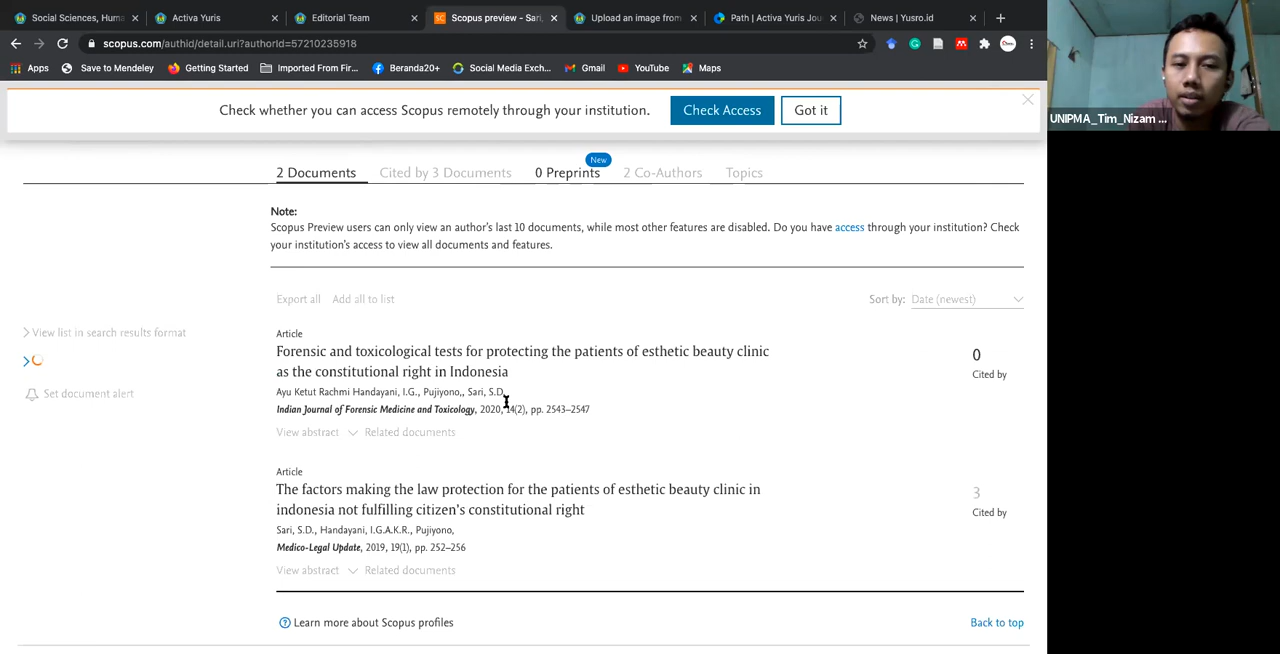 Social Sciences, Huma
Activa Yuris
Editorial Team
Scopus preview - Sari,
Upload an image from
Path | Activa Yuris Jou
News | Yusro.id
scopus.com/authid/detail.uri?authorId=57210235918
Apps
Save to Mendeley
Getting Started
Imported From Fir...
Beranda20+
Social Media Exch...
Gmail
YouTube
Maps
UNIPMA_Tim_Nizam ...
Check whether you can access Scopus remotely through your institution.
Check Access
Got it
New
2 Documents
Cited by 3 Documents
0 Preprints
2 Co-Authors
Topics
Note:
Scopus Preview users can only view an author's last 10 documents, while most other features are disabled. Do you have access through your institution? Check
your institution's access to view all documents and features.
Export all
Add all to list
Sort by: Date (newest)
View list in search results format
Set document alert
Article
Forensic and toxicological tests for protecting the patients of esthetic beauty clinic
as the constitutional right in Indonesia
0
Cited by
Ayu Ketut Rachmi Handayani, I.G., Pujiyono,, Sari, S.D.
Indian Journal of Forensic Medicine and Toxicology, 2020, 14(2), pp. 2543–2547
View abstract
Related documents
Article
The factors making the law protection for the patients of esthetic beauty clinic in
indonesia not fulfilling citizen's constitutional right
3
Cited by
Sari, S.D., Handayani, I.G.A.K.R., Pujiyono,
Medico-Legal Update, 2019, 19(1), pp. 252–256
View abstract
Related documents
Learn more about Scopus profiles
Back to top